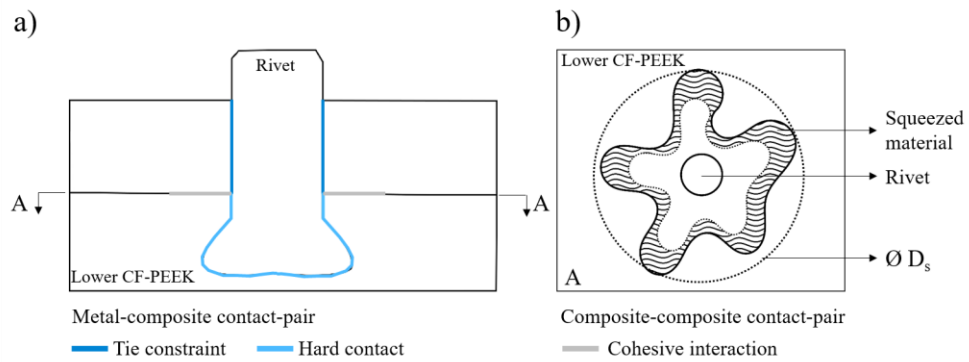 a)
b)
Rivet
Lower CF-PEEK
Squeezed
material
A
A
Rivet
Ø Ds
Lower CF-PEEK
A
Metal-composite contact-pair
Composite-composite contact-pair
Tie constraint
Hard contact
Cohesive interaction